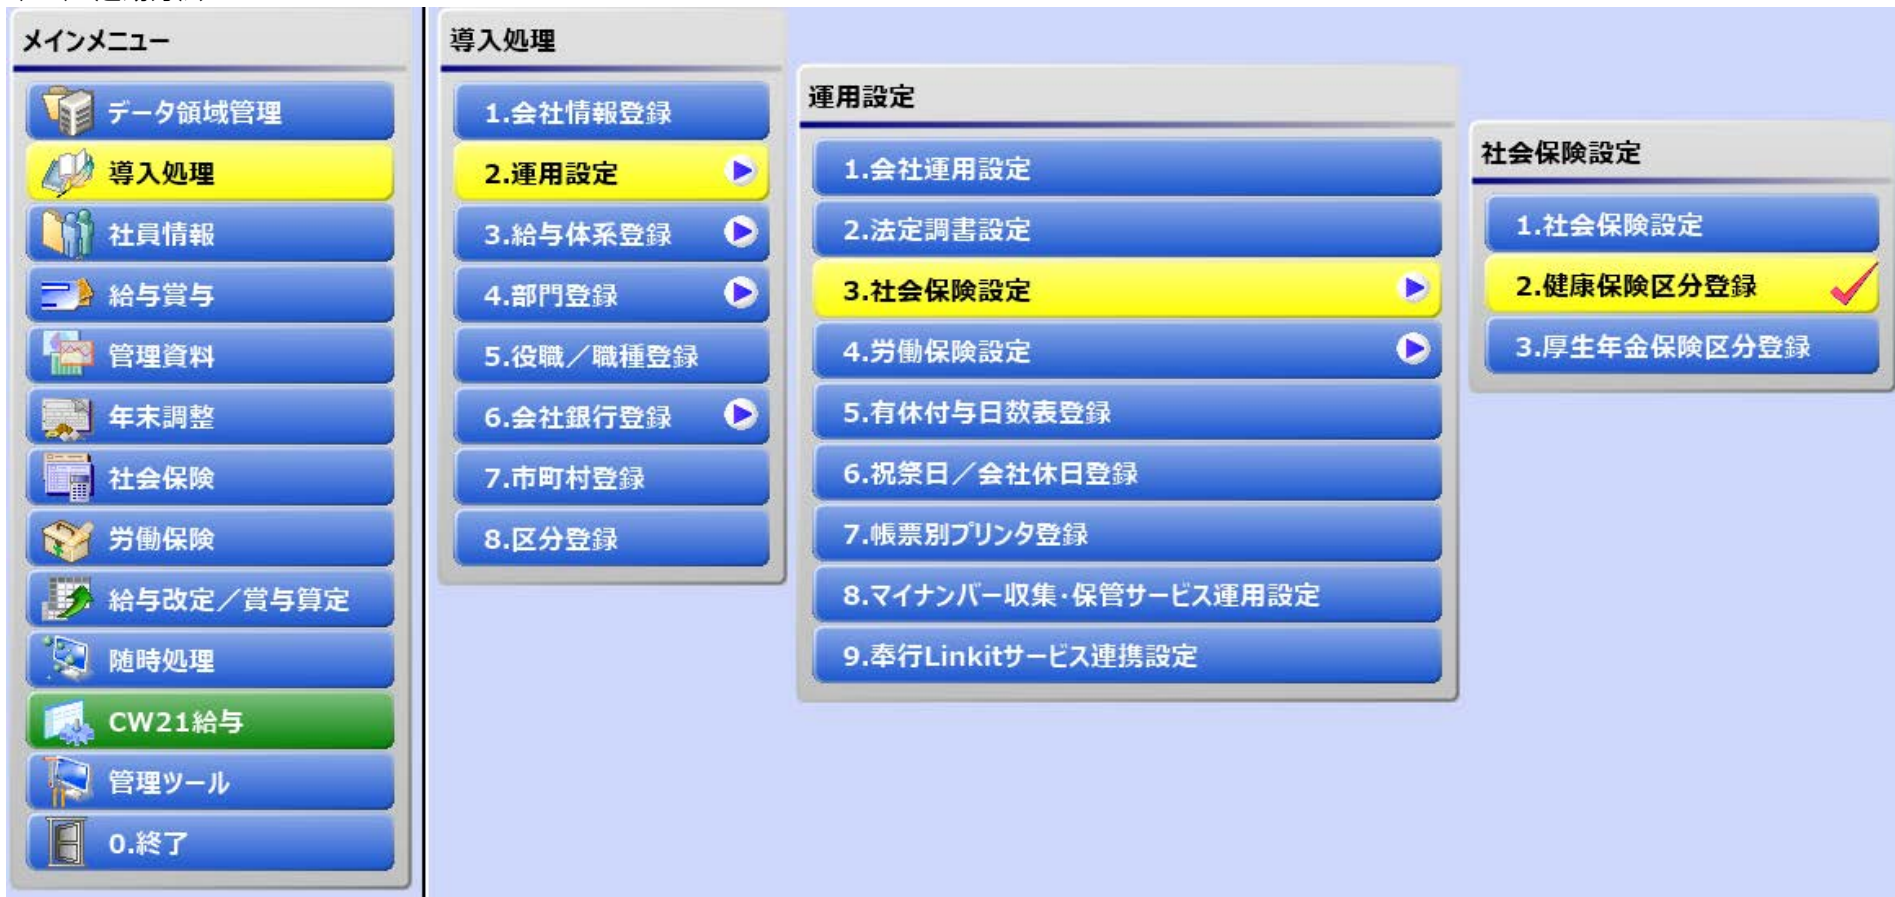 メインメニュー
データ領域管理
導入処理
社員情報
給与賞与
管理資料
年末調整
社会保険
労働保険
給与改定／賞与算定
随時処理
CW21給与
管理ツール
0.終了
導入処理
1.会社情報登録
2.運用設定
3.給与体系登録
4.部門登録
5.役職／職種登録
6.会社銀行登録
7.市町村登録
8.区分登録
運用設定
1.会社運用設定
2.法定調書設定
3.社会保険設定
4.労働保険設定
5.有休付与日数表登録
6.祝祭日／会社休日登録
7.帳票別プリンタ登録
8.マイナンバー収集･保管サービス運用設定
9.奉行Linkitサービス連携設定
社会保険設定
1.社会保険設定
2.健康保険区分登録
3.厚生年金保険区分登録